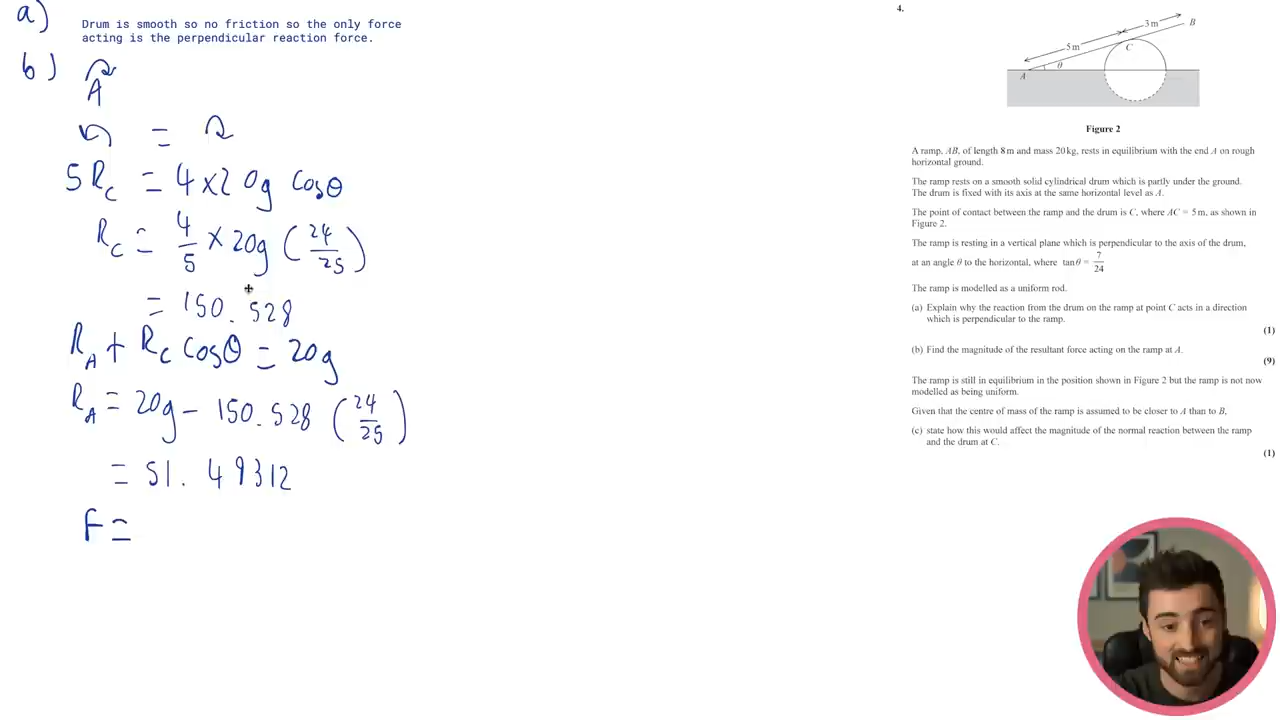 a)
Drum is smooth so no friction so the only force
acting is the perpendicular reaction force.
b)
A
=
5R_C = 4×20g cosθ
R_C = 4/5 × 20g (24/25)
= 150.528
R_A + R_C cosθ = 20g
R_A = 20g - 150.528 (24/25)
= 51.49312
F =
4.
3 m
B
5 m
C
θ
A
Figure 2
A ramp, AB, of length 8 m and mass 20 kg, rests in equilibrium with the end A on rough
horizontal ground.
The ramp rests on a smooth solid cylindrical drum which is partly under the ground.
The drum is fixed with its axis at the same horizontal level as A.
The point of contact between the ramp and the drum is C, where AC = 5 m, as shown in
Figure 2.
The ramp is resting in a vertical plane which is perpendicular to the axis of the drum,
at an angle θ to the horizontal, where tanθ = 7/24
The ramp is modelled as a uniform rod.
(a) Explain why the reaction from the drum on the ramp at point C acts in a direction
which is perpendicular to the ramp.
(1)
(b) Find the magnitude of the resultant force acting on the ramp at A.
(9)
The ramp is still in equilibrium in the position shown in Figure 2 but the ramp is not now
modelled as being uniform.
Given that the centre of mass of the ramp is assumed to be closer to A than to B,
(c) state how this would affect the magnitude of the normal reaction between the ramp
and the drum at C.
(1)